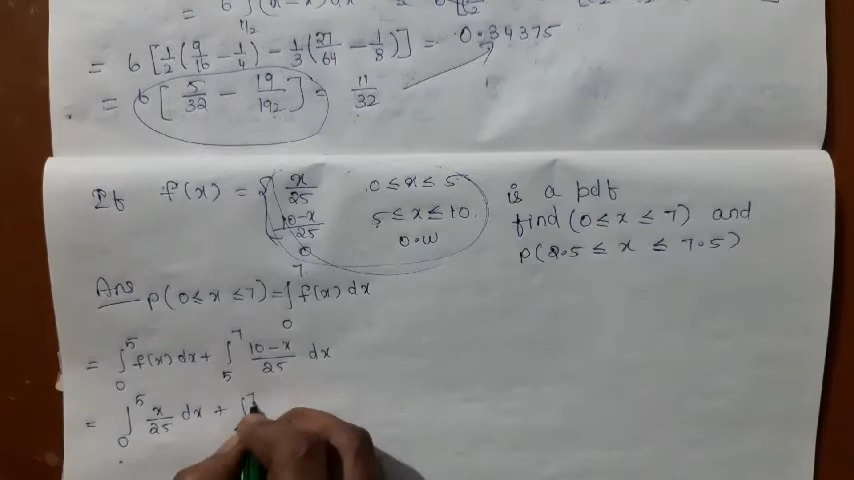 = 6 [ 1/2 ( 9/16 - 1/4 ) - 1/3 ( 27/64 - 1/8 ) ] = 0.34375
= 6 [ 5/32 - 19/192 ] = 11/32
If f(x) = { x/25 0 ≤ x ≤ 5 is a pdf
10-x/25 5 ≤ x ≤ 10 find (0 ≤ x ≤ 7) and
0 0.W P(2.5 ≤ x ≤ 7.5)
Ans P(0 ≤ x ≤ 7) = ∫₀⁷ f(x) dx
= ∫₀⁵ f(x) dx + ∫₅⁷ 10-x/25 dx
= ∫₀⁵ x/25 dx + ∫⁷